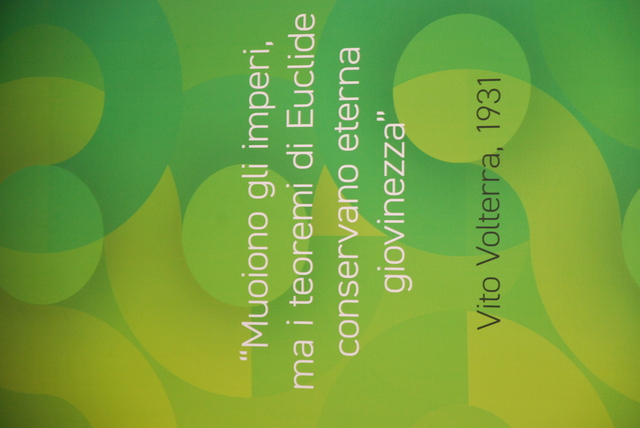 “Muoiono gli imperi,
ma i teoremi di Euclide
conservano eterna
giovinezza”
Vito Volterra, 1931